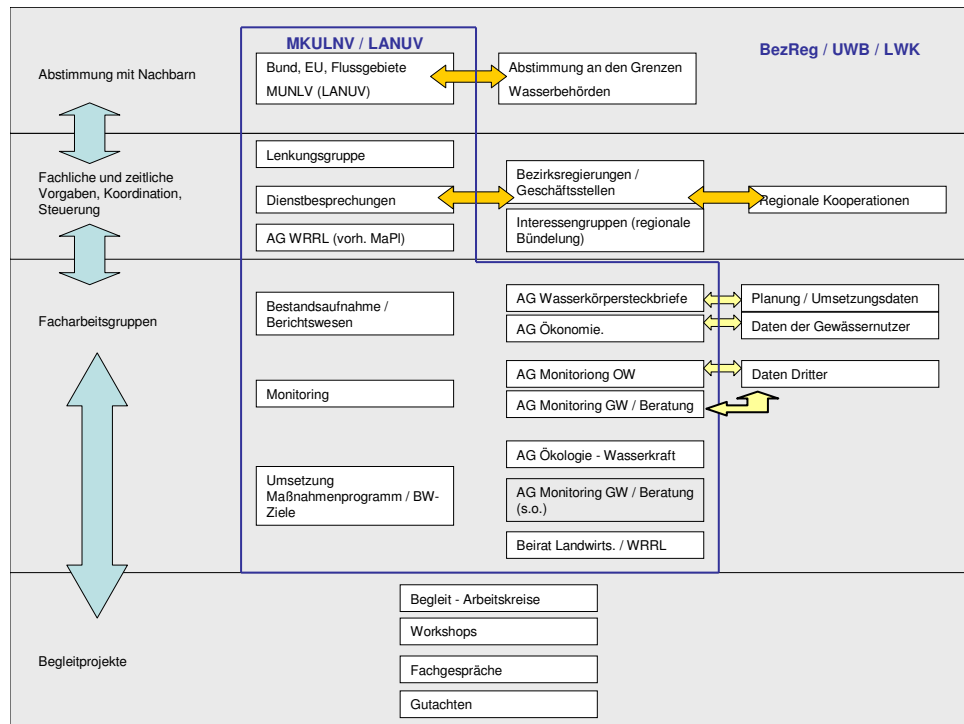 MKULNV / LANUV
BezReg / UWB / LWK
Abstimmung mit Nachbarn
Bund, EU, Flussgebiete
MUNLV (LANUV)
Abstimmung an den Grenzen
Wasserbehörden
Fachliche und zeitliche
Vorgaben, Koordination,
Steuerung
Lenkungsgruppe
Dienstbesprechungen
AG WRRL (vorh. MaPl)
Bezirksregierungen /
Geschäftsstellen
Interessengruppen (regionale
Bündelung)
Regionale Kooperationen
Facharbeitsgruppen
Bestandsaufnahme /
Berichtswesen
AG Wasserkörpersteckbriefe
Planung / Umsetzungsdaten
AG Ökonomie.
Daten der Gewässernutzer
Monitoring
AG Monitoriong OW
Daten Dritter
AG Monitoring GW / Beratung
Umsetzung
Maßnahmenprogramm / BW-
Ziele
AG Ökologie - Wasserkraft
AG Monitoring GW / Beratung
(s.o.)
Beirat Landwirts. / WRRL
Begleitprojekte
Begleit - Arbeitskreise
Workshops
Fachgespräche
Gutachten